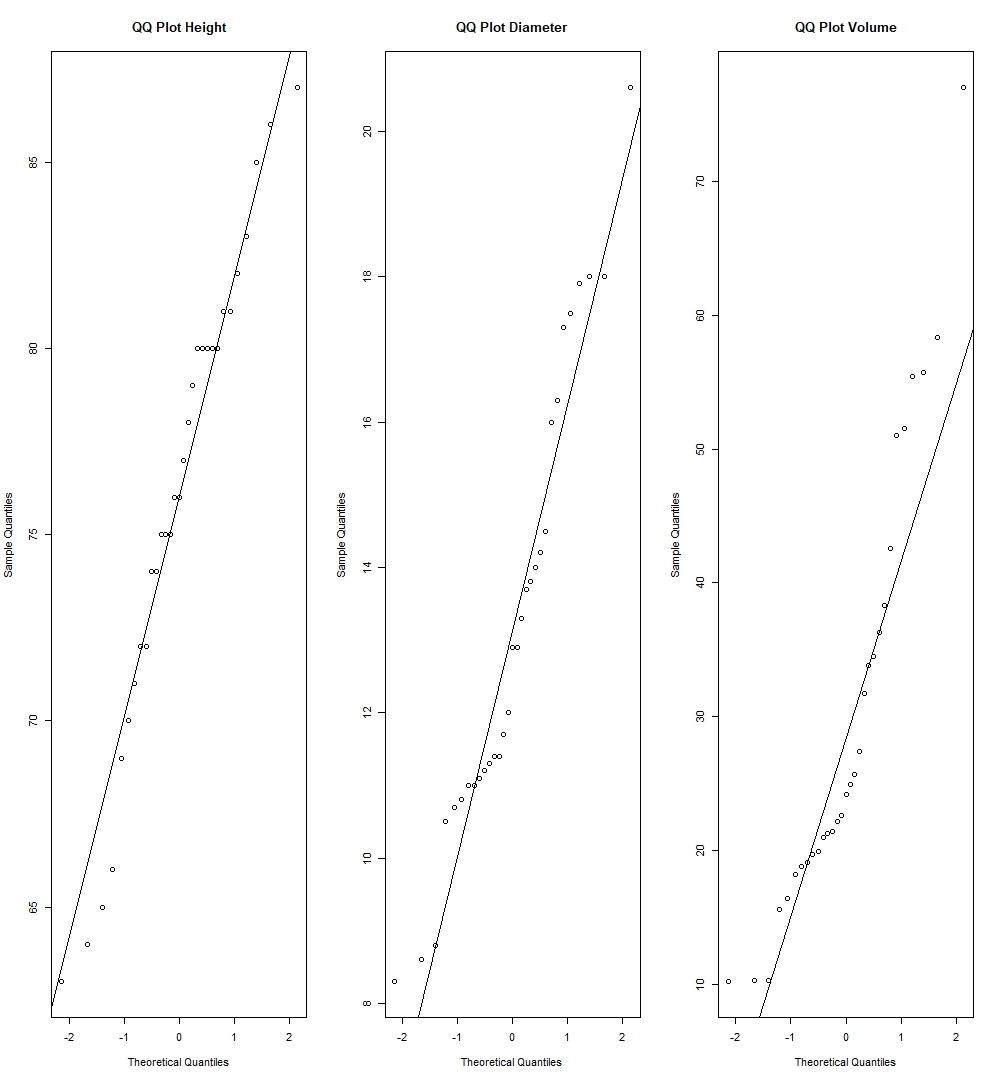 QQ Plot Height
Sample Quantiles
85
80
75
70
65
-2 -1 0 1 2
Theoretical Quantiles
QQ Plot Diameter
Sample Quantiles
20
18
16
14
12
10
8
-2 -1 0 1 2
Theoretical Quantiles
QQ Plot Volume
Sample Quantiles
70
60
50
40
30
20
10
-2 -1 0 1 2
Theoretical Quantiles